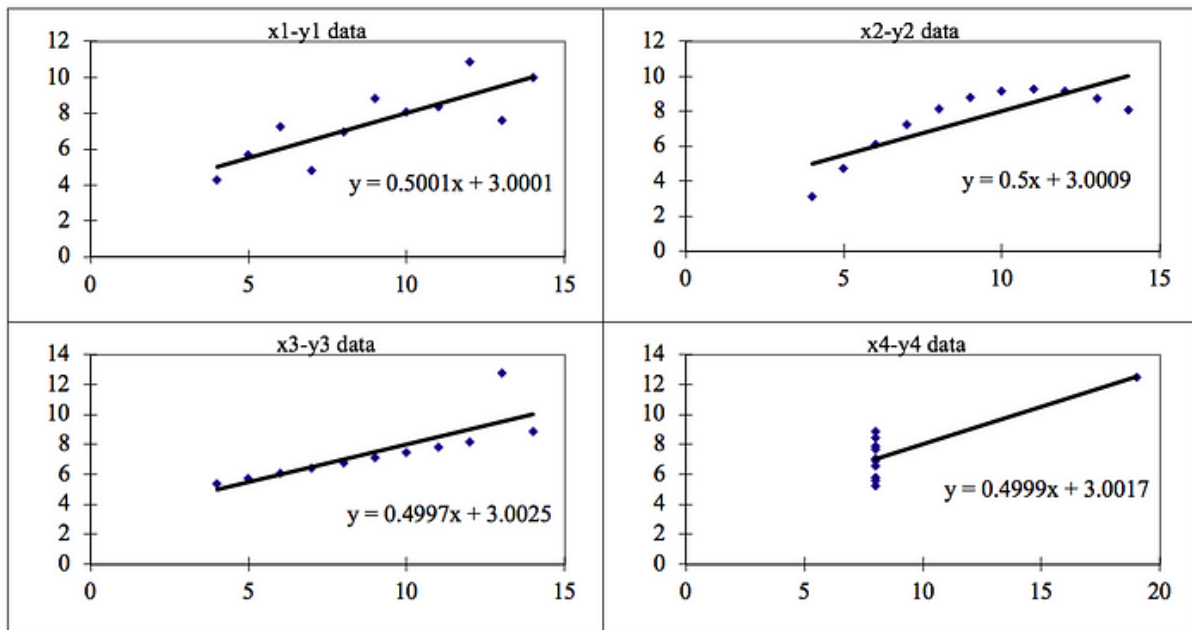 x1-y1 data
12
10
8
6
4
2
0
0 5 10 15
y = 0.5001x + 3.0001
x2-y2 data
12
10
8
6
4
2
0
0 5 10 15
y = 0.5x + 3.0009
x3-y3 data
14
12
10
8
6
4
2
0
0 5 10 15
y = 0.4997x + 3.0025
x4-y4 data
14
12
10
8
6
4
2
0
0 5 10 15 20
y = 0.4999x + 3.0017